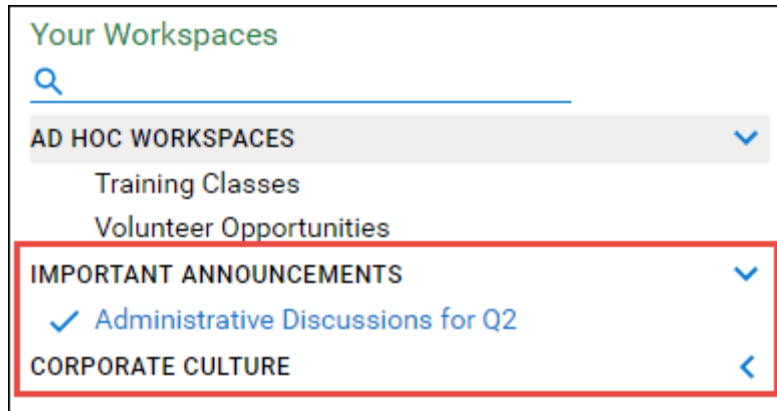 Your Workspaces
AD HOC WORKSPACES
Training Classes
Volunteer Opportunities
IMPORTANT ANNOUNCEMENTS
Administrative Discussions for Q2
CORPORATE CULTURE